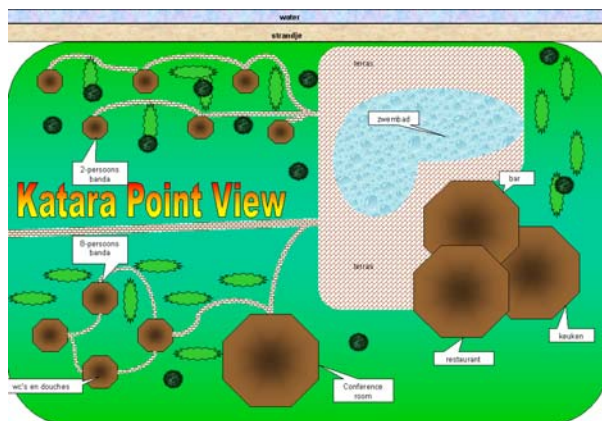 water
strandje
terras
zwembad
2-persoons
banda
bar
Katara Point View
8-persoons
banda
terras
keuken
restaurant
wc's en douches
Conference
room